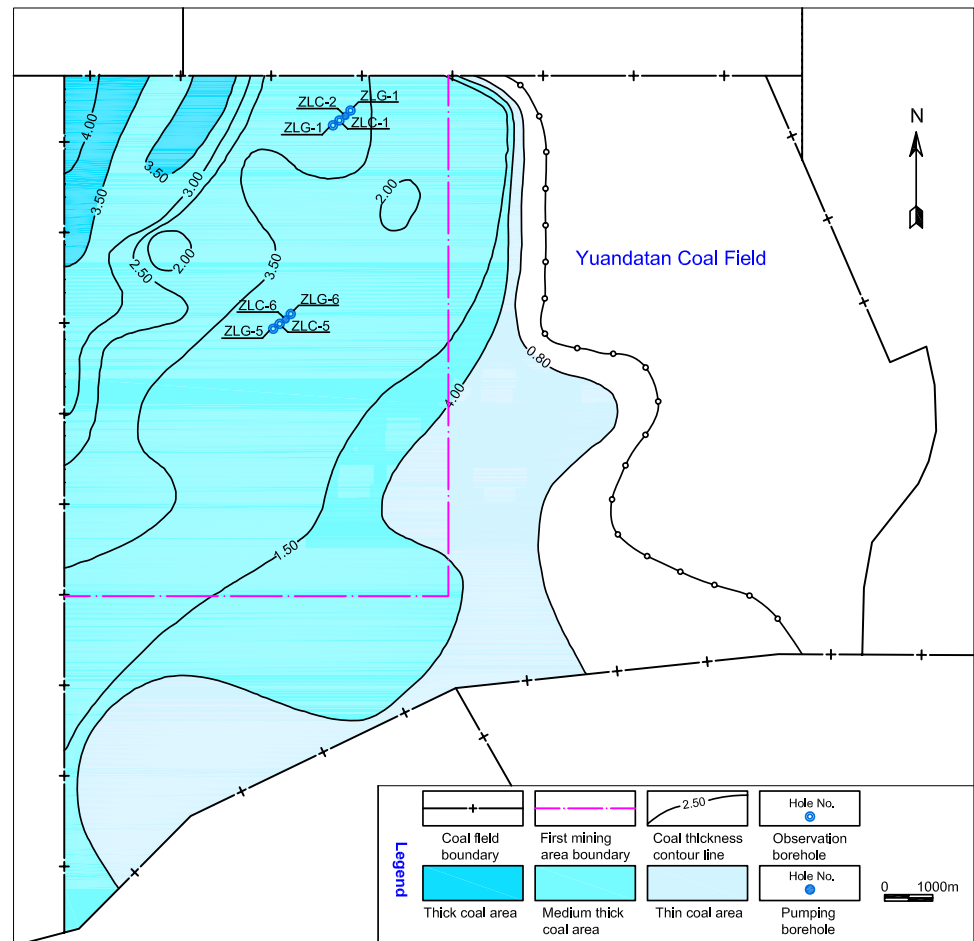 ZLC-2
ZLG-1
ZLG-1
ZLC-1
N
4.00
3.50
3.50
3.00
2.00
2.50
2.00
3.50
Yuandatan Coal Field
ZLC-6
ZLG-6
ZLG-5
ZLC-5
0.80
4.00
1.50
Legend
Coal field
boundary
First mining
area boundary
2.50
Coal thickness
contour line
Hole No.
Observation
borehole
Thick coal area
Medium thick
coal area
Thin coal area
Hole No.
Pumping
borehole
0 1000m